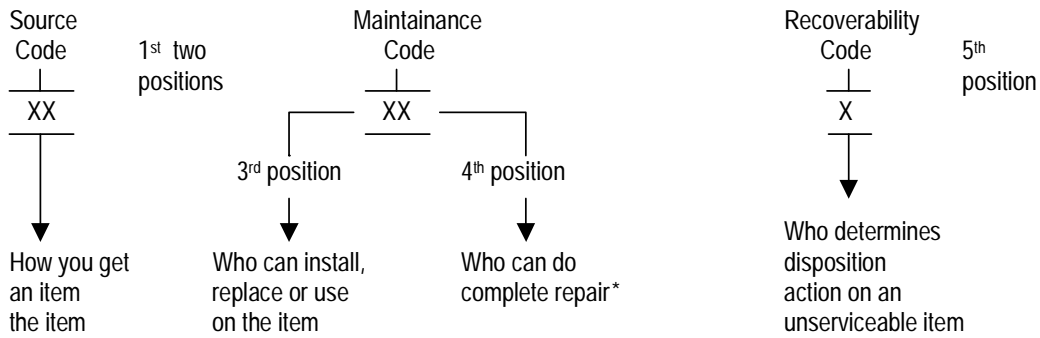 Source
Code
1st two
positions
XX
How you get
an item
the item
Maintainance
Code
XX
3rd position
4th position
Who can install,
replace or use
on the item
Who can do
complete repair*
Recoverability
Code
5th
position
X
Who determines
disposition
action on an
unserviceable item